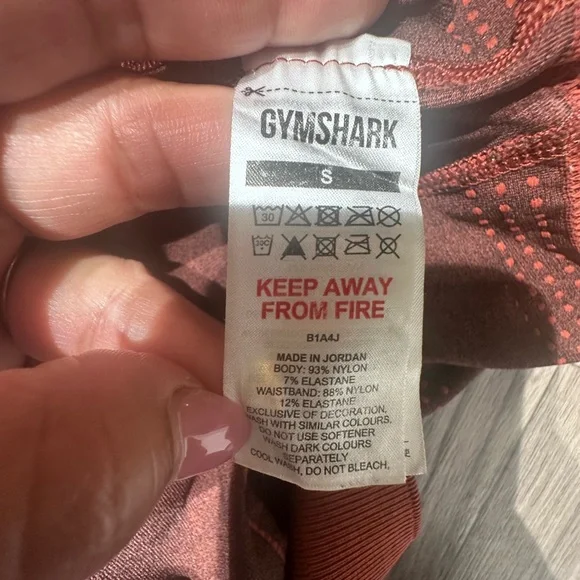 GYMSHARK
S
30
30C
KEEP AWAY
FROM FIRE
B1A4J
MADE IN JORDAN
BODY: 93% NYLON
7% ELASTANE
WAISTBAND: 88% NYLON
12% ELASTANE
EXCLUSIVE OF DECORATION.
WASH WITH SIMILAR COLOURS.
DO NOT USE SOFTENER
WASH DARK COLOURS
SEPARATELY
COOL WASH, DO NOT BLEACH,